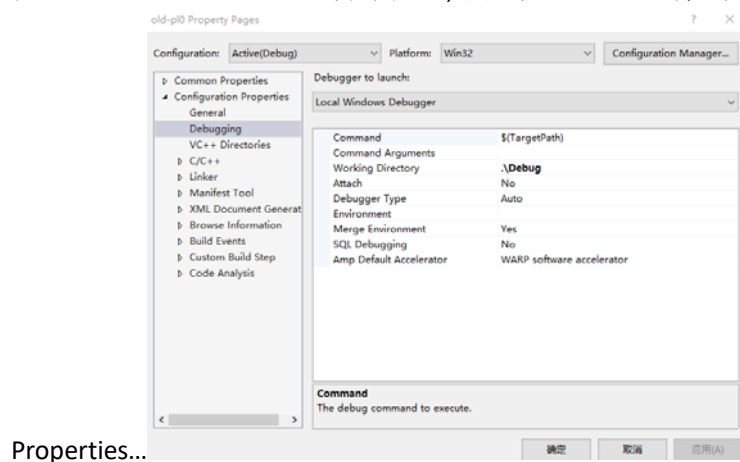 old-pl0 Property Pages ? ×
Configuration: Active(Debug) Platform: Win32 Configuration Manager...
Common Properties
Configuration Properties
General
Debugging
VC++ Directories
C/C++
Linker
Manifest Tool
XML Document Generat
Browse Information
Build Events
Custom Build Step
Code Analysis
Debugger to launch:
Local Windows Debugger
Command $(TargetPath)
Command Arguments
Working Directory .\Debug
Attach No
Debugger Type Auto
Environment
Merge Environment Yes
SQL Debugging No
Amp Default Accelerator WARP software accelerator
Command
The debug command to execute.
确定 取消 应用(A)
Properties...